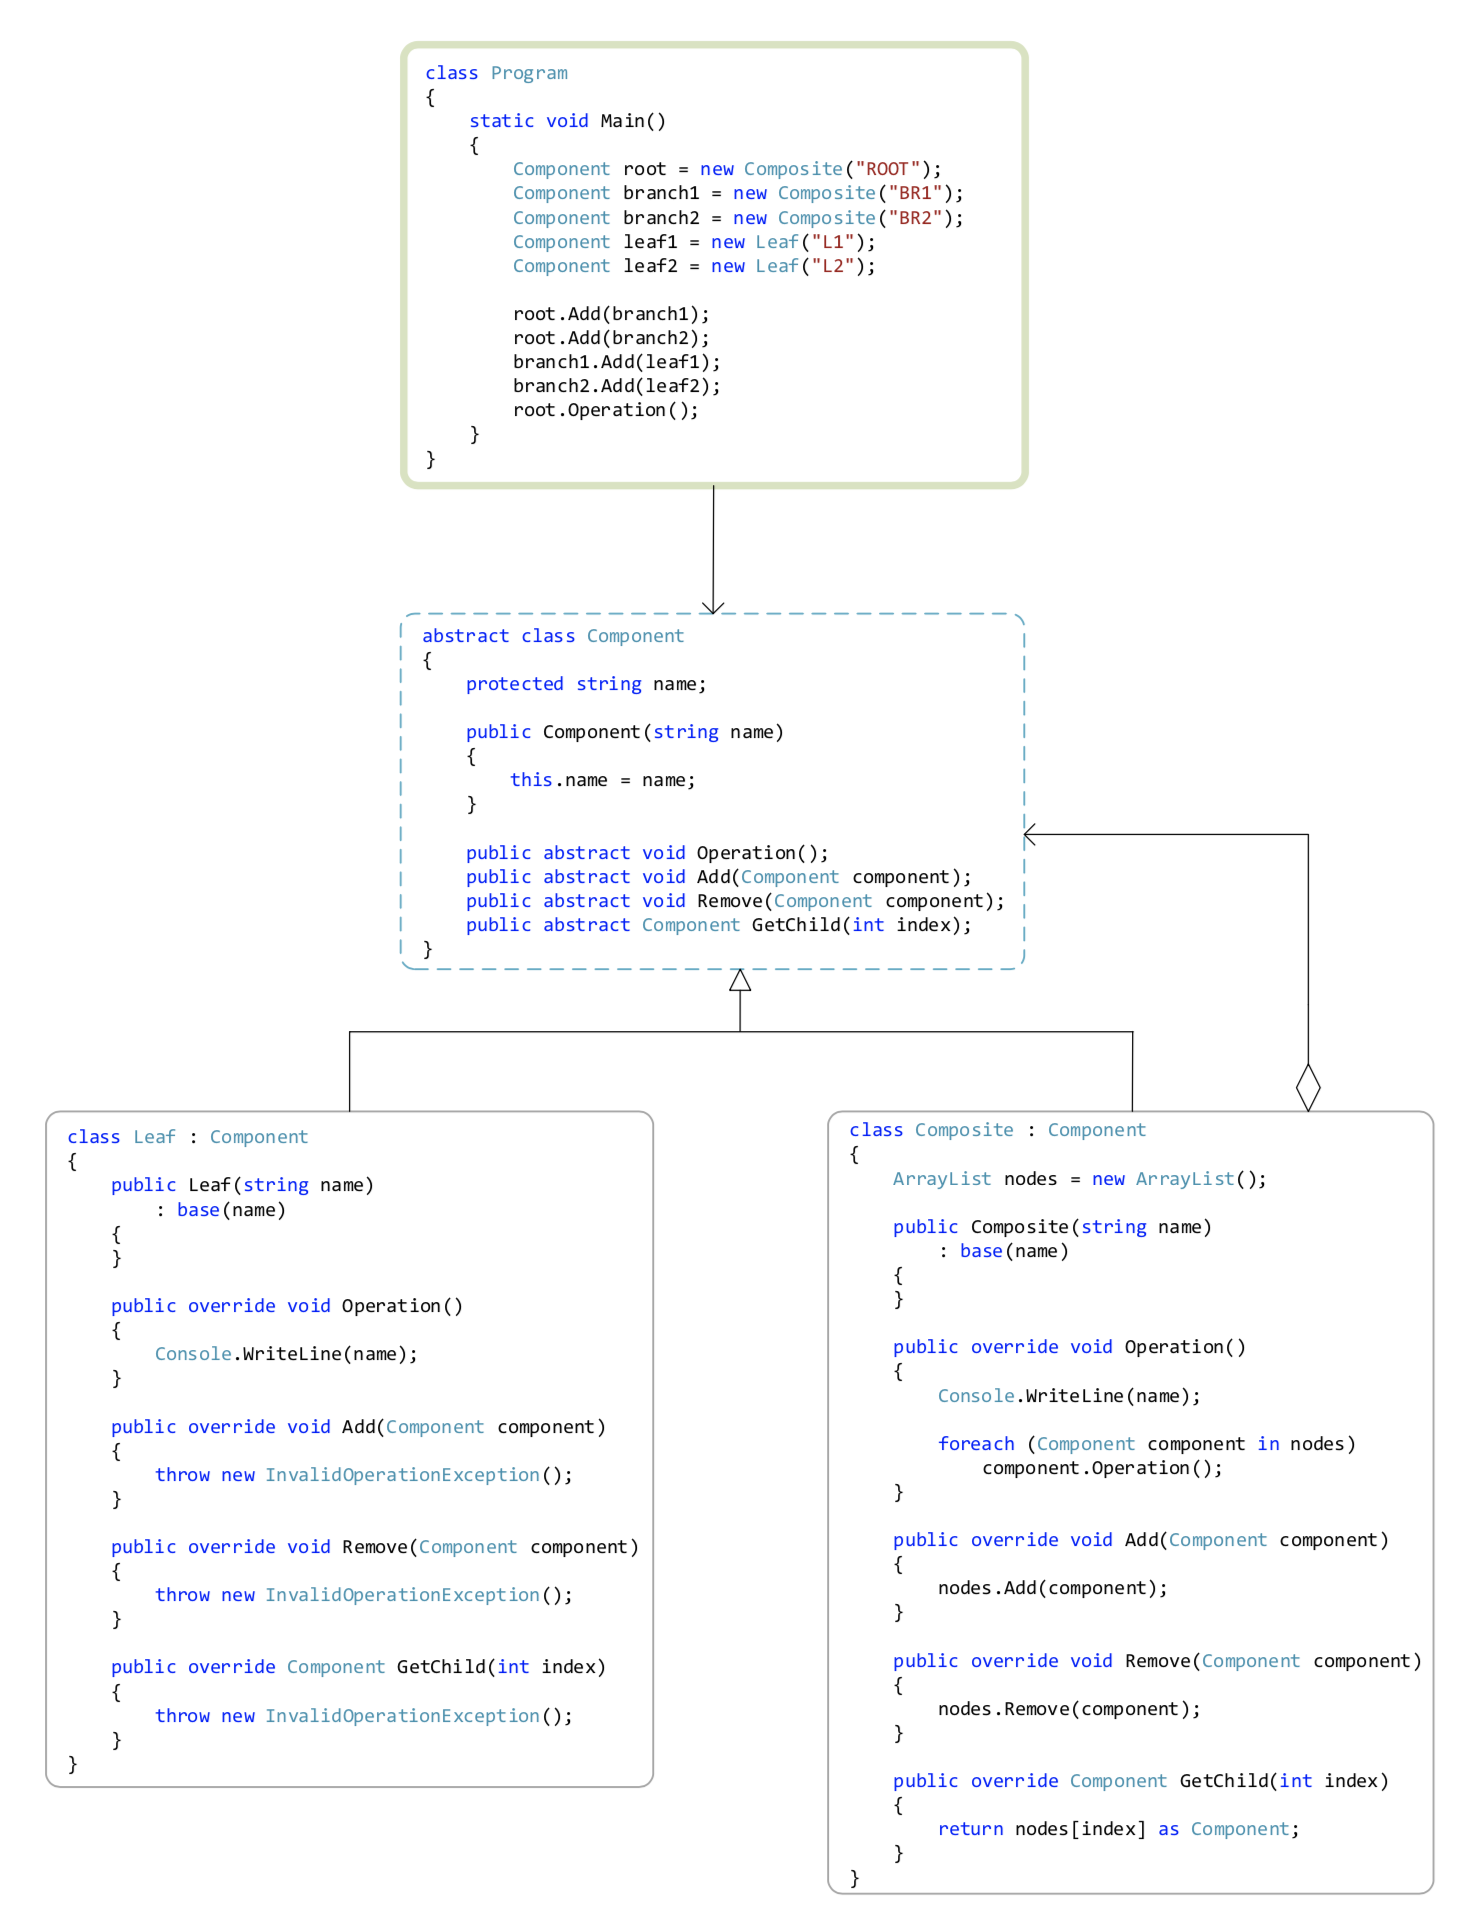 class Program
{
    static void Main()
    {
        Component root = new Composite("ROOT");
        Component branch1 = new Composite("BR1");
        Component branch2 = new Composite("BR2");
        Component leaf1 = new Leaf("L1");
        Component leaf2 = new Leaf("L2");

        root.Add(branch1);
        root.Add(branch2);
        branch1.Add(leaf1);
        branch2.Add(leaf2);
        root.Operation();
    }
}
abstract class Component
{
    protected string name;

    public Component(string name)
    {
        this.name = name;
    }

    public abstract void Operation();
    public abstract void Add(Component component);
    public abstract void Remove(Component component);
    public abstract Component GetChild(int index);
}
class Leaf : Component
{
    public Leaf(string name)
        : base(name)
    {
    }

    public override void Operation()
    {
        Console.WriteLine(name);
    }

    public override void Add(Component component)
    {
        throw new InvalidOperationException();
    }

    public override void Remove(Component component)
    {
        throw new InvalidOperationException();
    }

    public override Component GetChild(int index)
    {
        throw new InvalidOperationException();
    }
}
class Composite : Component
{
    ArrayList nodes = new ArrayList();

    public Composite(string name)
        : base(name)
    {
    }

    public override void Operation()
    {
        Console.WriteLine(name);

        foreach (Component component in nodes)
            component.Operation();
    }

    public override void Add(Component component)
    {
        nodes.Add(component);
    }

    public override void Remove(Component component)
    {
        nodes.Remove(component);
    }

    public override Component GetChild(int index)
    {
        return nodes[index] as Component;
    }
}